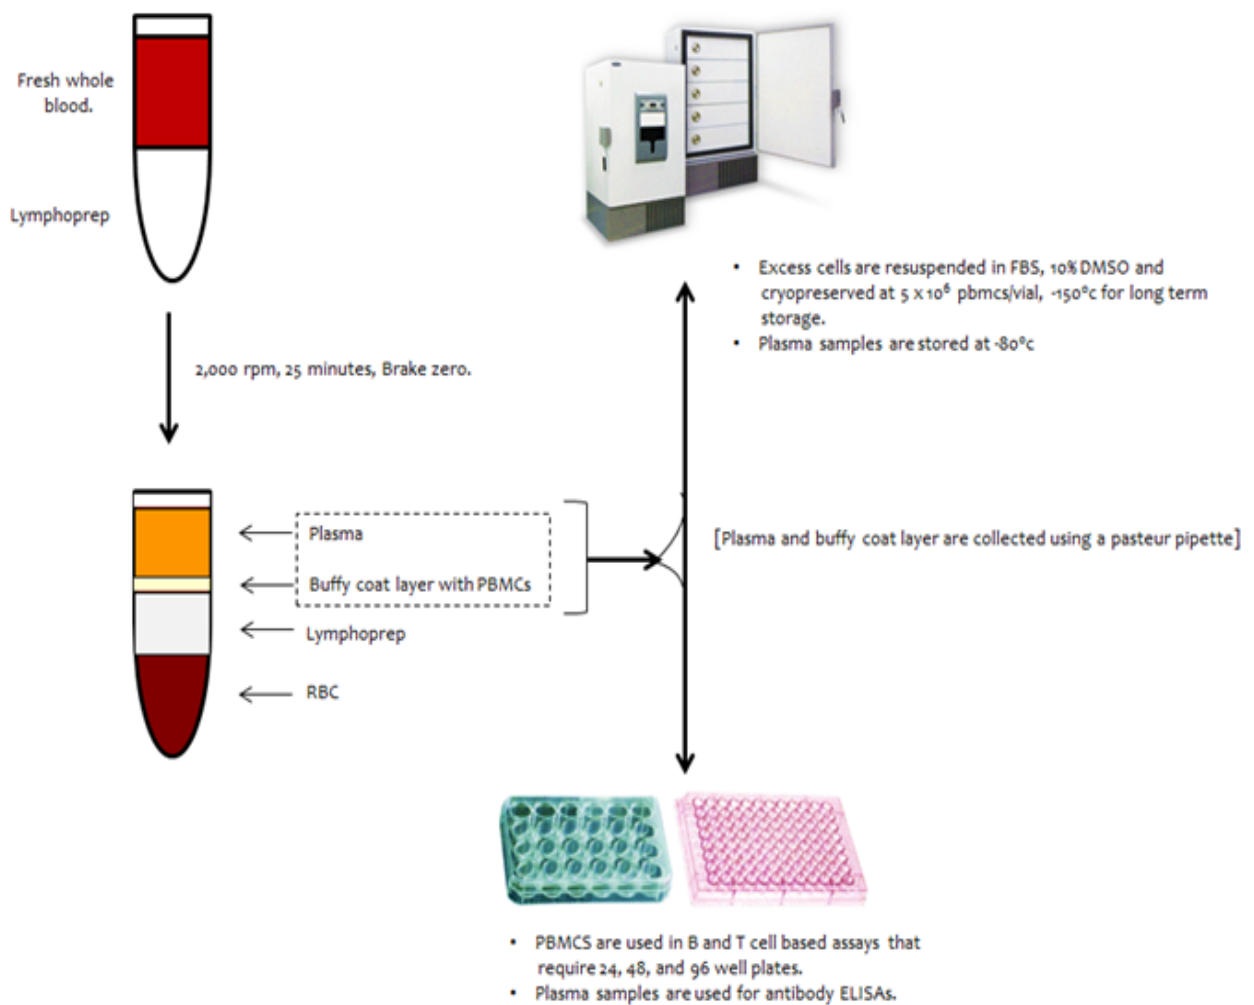 Fresh whole
blood.
Lymphoprep
2,000 rpm, 25 minutes, Brake zero.
Plasma
Buffy coat layer with PBMCs
Lymphoprep
RBC
• Excess cells are resuspended in FBS, 10% DMSO and
cryopreserved at 5 x 10⁶ pbmcs/vial, -150⁰c for long term
storage.
• Plasma samples are stored at -80⁰c
[Plasma and buffy coat layer are collected using a pasteur pipette]
• PBMCS are used in B and T cell based assays that
require 24, 48, and 96 well plates.
• Plasma samples are used for antibody ELISAs.